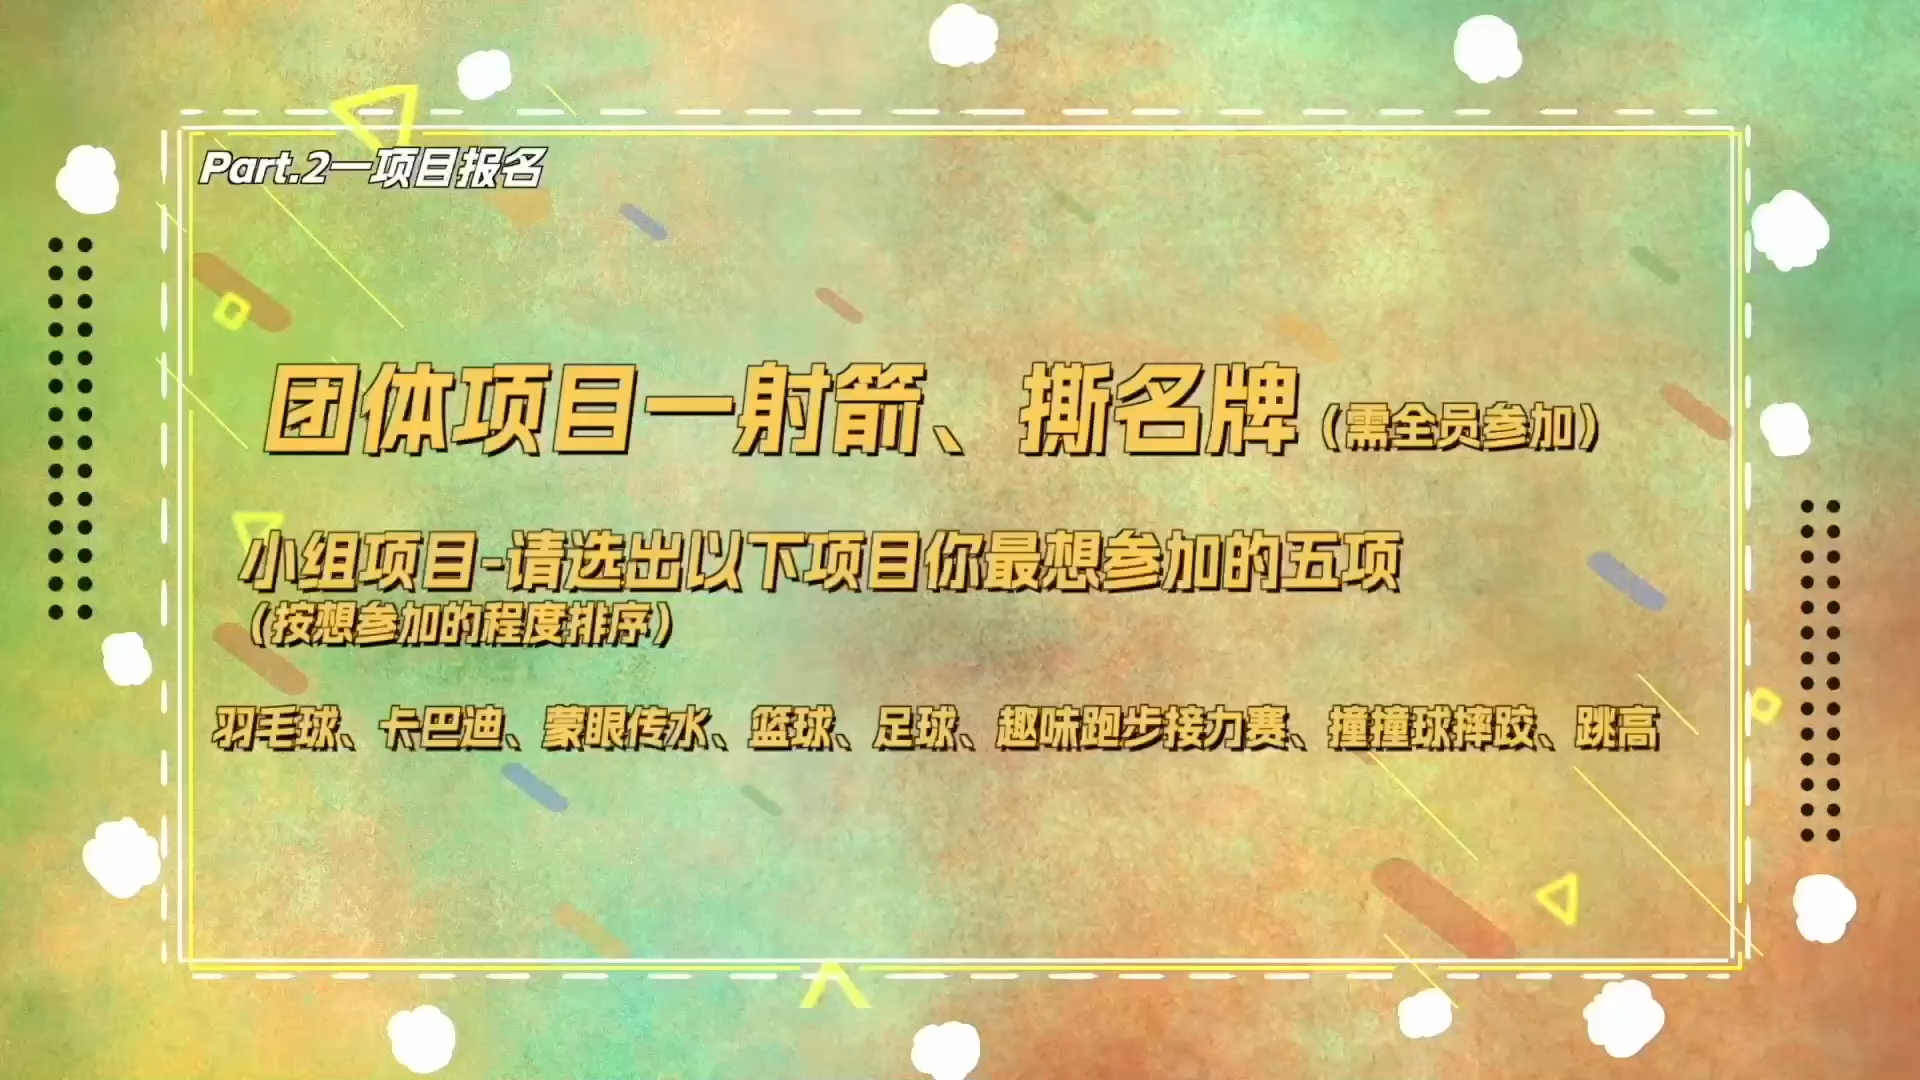 Part.2一项目报名
团体项目一射箭、撕名牌（需全员参加）
小组项目-请选出以下项目你最想参加的五项
（按想参加的程度排序）
羽毛球、卡巴迪、蒙眼传水、篮球、足球、趣味跑步接力赛、撞撞球摔跤、跳高